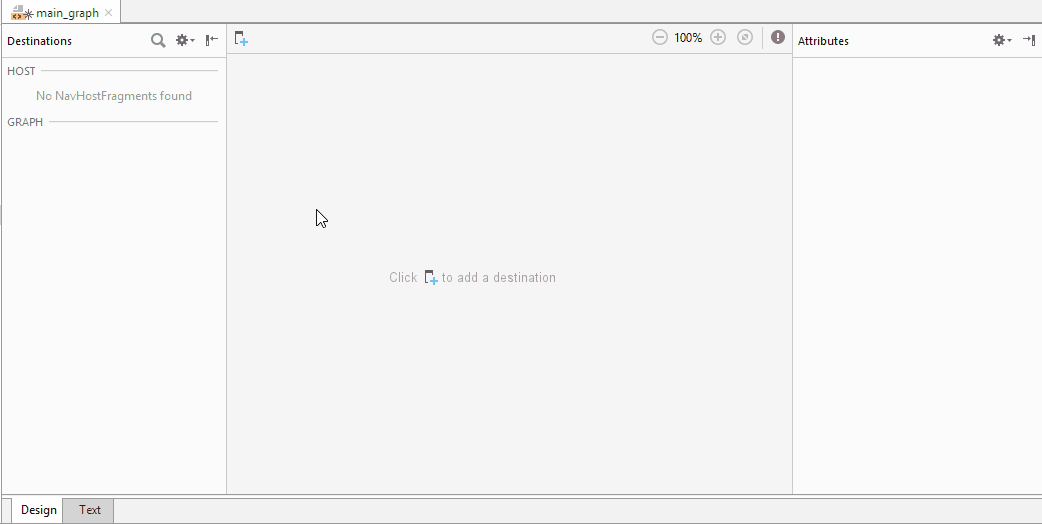 main_graph
Destinations
100%
Attributes
HOST
No NavHostFragments found
GRAPH
Click to add a destination
Design Text